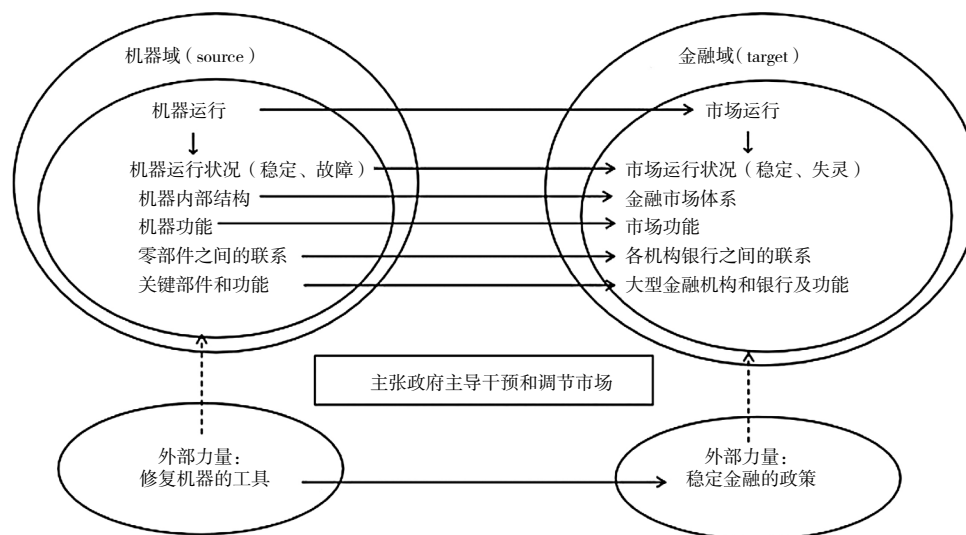 机器域（source）
金融域（target）
机器运行
市场运行
机器运行状况（稳定、故障）
市场运行状况（稳定、失灵）
机器内部结构
金融市场体系
机器功能
市场功能
零部件之间的联系
各机构银行之间的联系
关键部件和功能
大型金融机构和银行及功能
主张政府主导干预和调节市场
外部力量：
修复机器的工具
外部力量：
稳定金融的政策